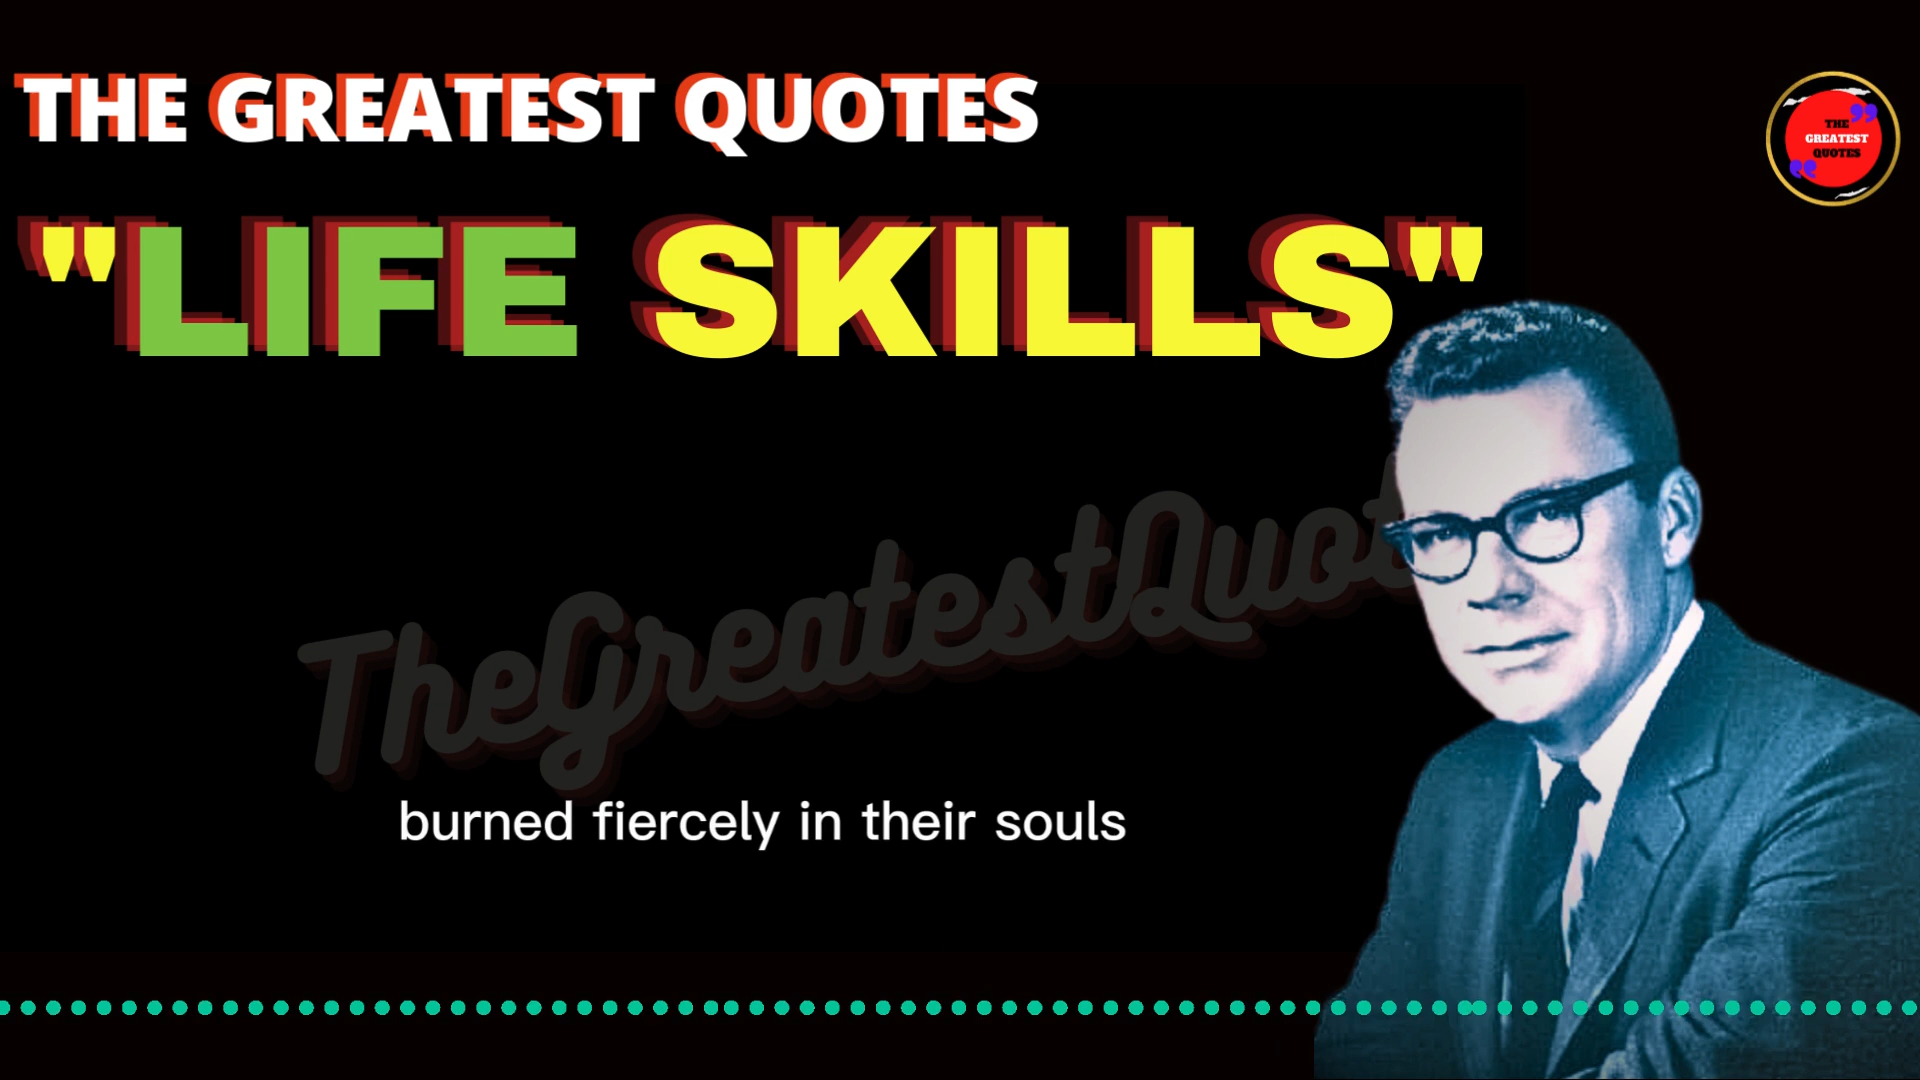 THE GREATEST QUOTES
THE
GREATEST
QUOTES
"LIFE SKILLS"
TheGreatestQuot
burned fiercely in their souls